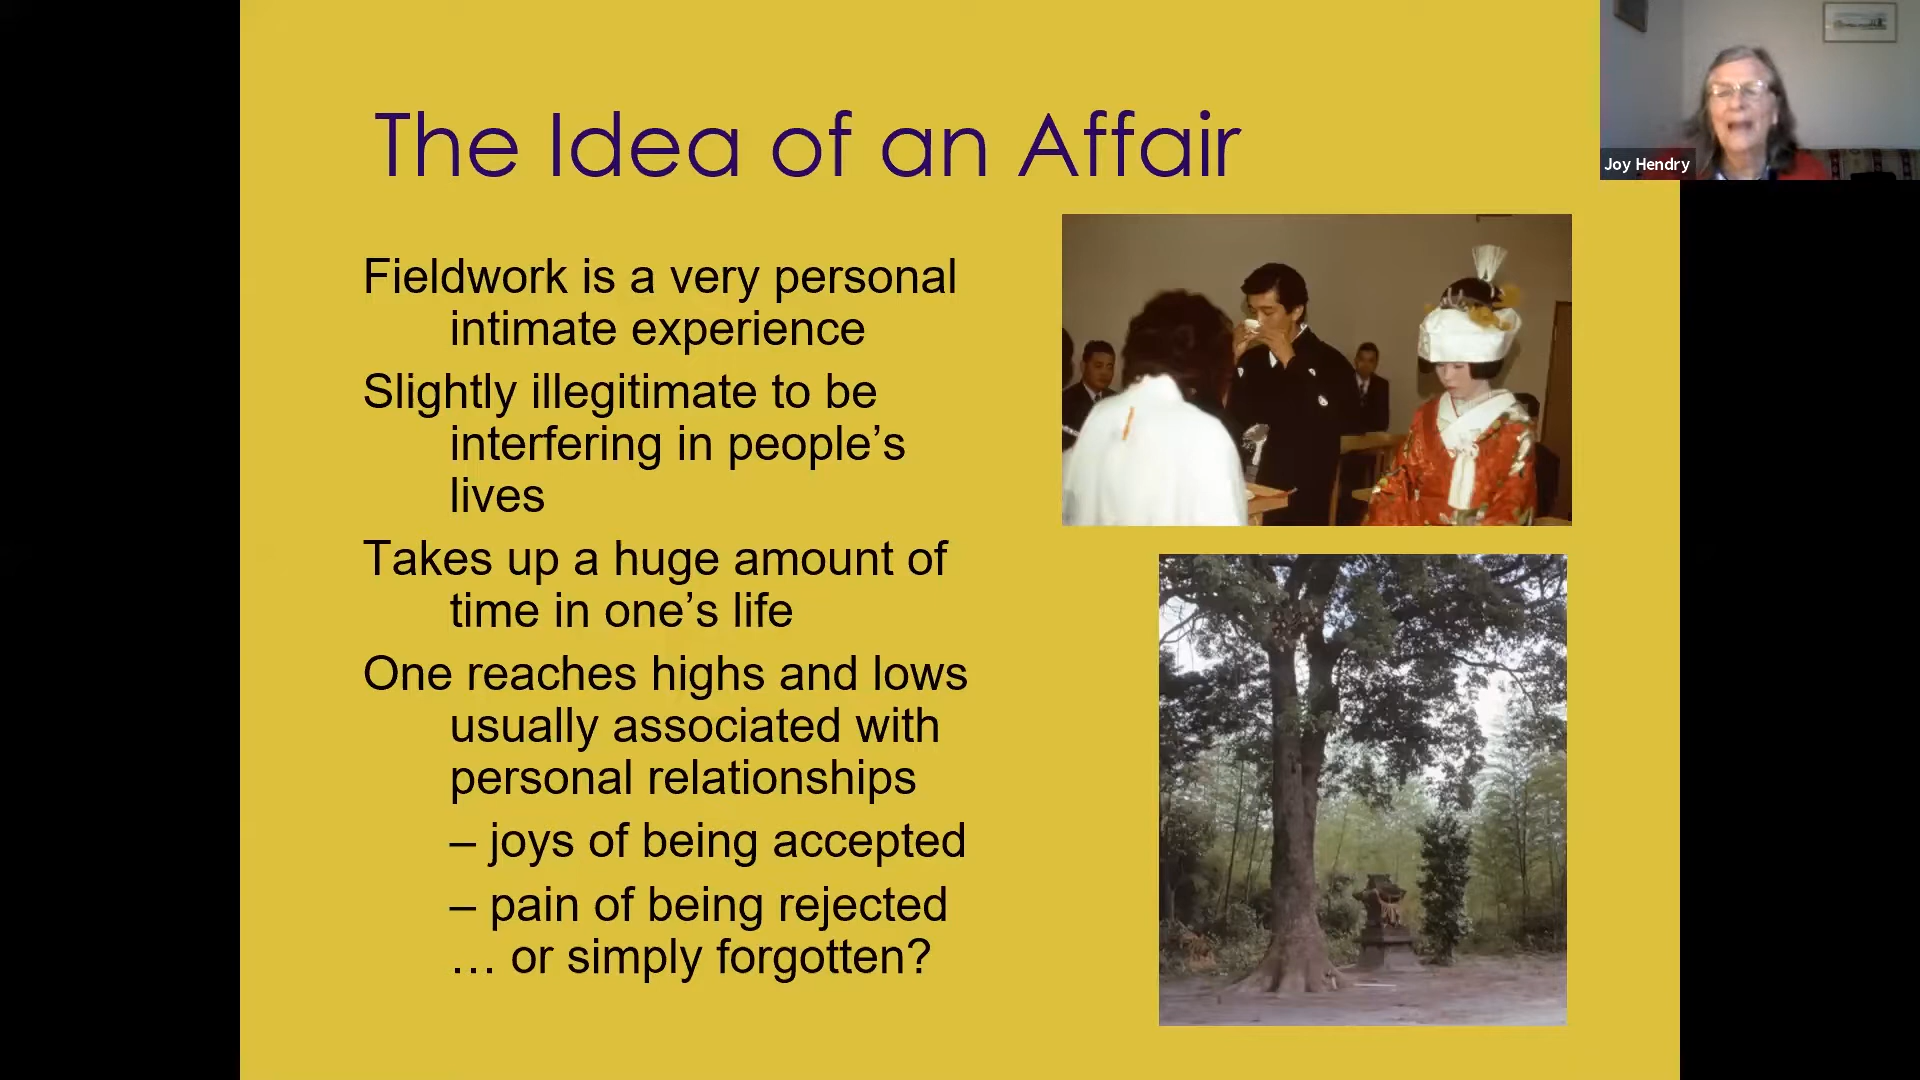 The Idea of an Affair
Joy Hendry
Fieldwork is a very personal
intimate experience
Slightly illegitimate to be
interfering in people’s
lives
Takes up a huge amount of
time in one’s life
One reaches highs and lows
usually associated with
personal relationships
– joys of being accepted
– pain of being rejected
… or simply forgotten?